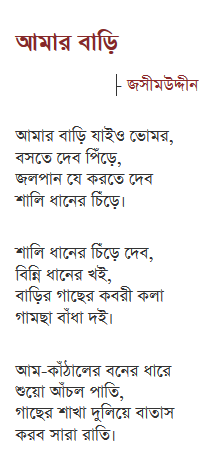 আমার বাড়ি
- জসীমউদ্দীন
আমার বাড়ি যাইও ভোমর,
বসতে দেব পিঁড়ে,
জলপান যে করতে দেব
শালি ধানের চিঁড়ে।
শালি ধানের চিঁড়ে দেব,
বিন্নি ধানের খই,
বাড়ির গাছের কবরী কলা
গামছা বাঁধা দই।
আম-কাঁঠালের বনের ধারে
শুয়ো আঁচল পাতি,
গাছের শাখা দুলিয়ে বাতাস
করব সারা রাতি।